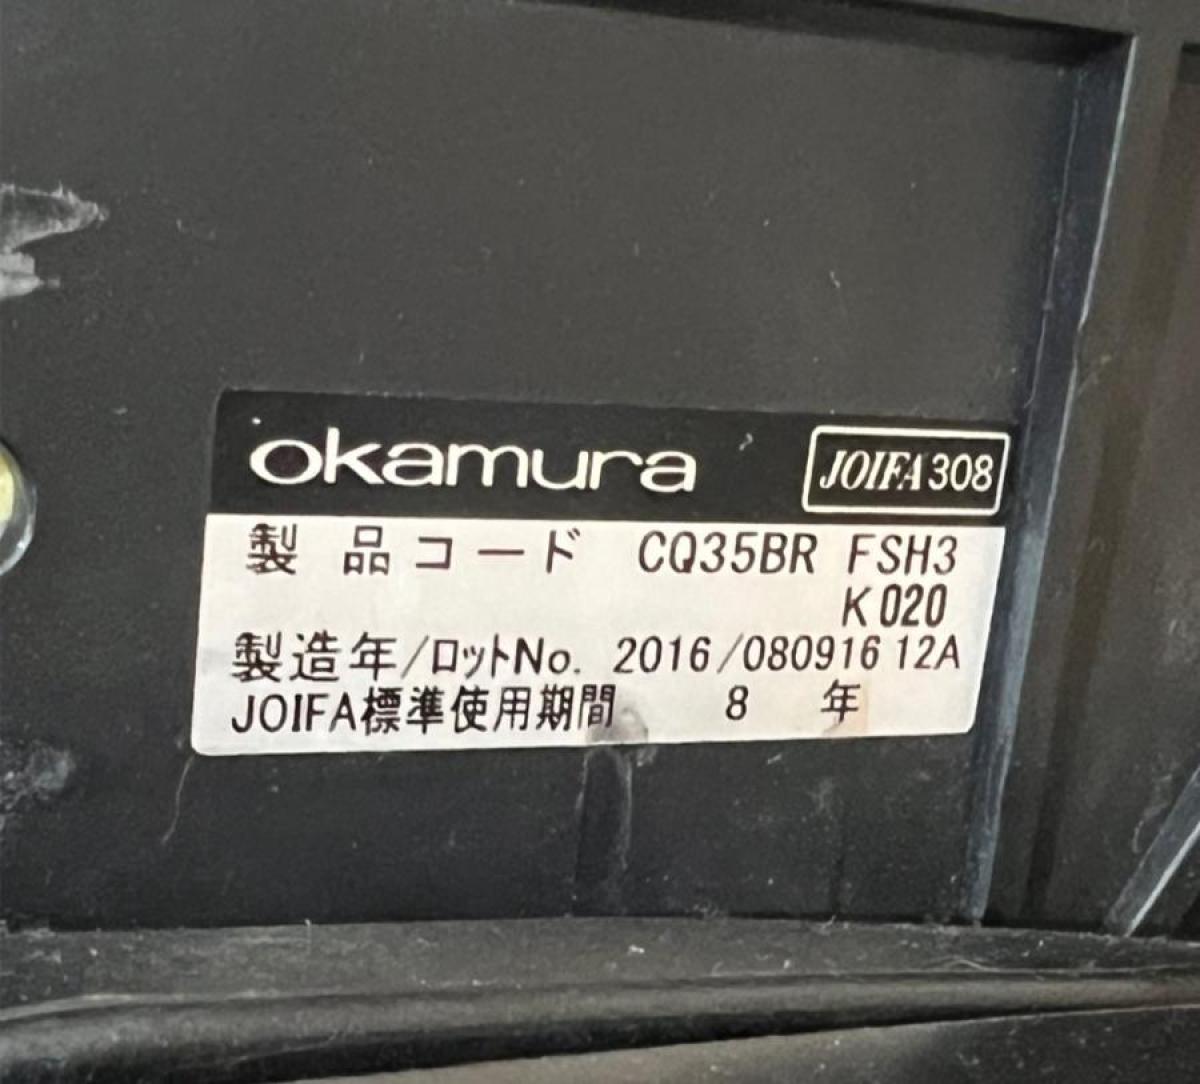 okamura JOIFA308
製品コード CQ35BR FSH3
K020
製造年/ロットNo. 2016/080916 12A
JOIFA標準使用期間 8 年